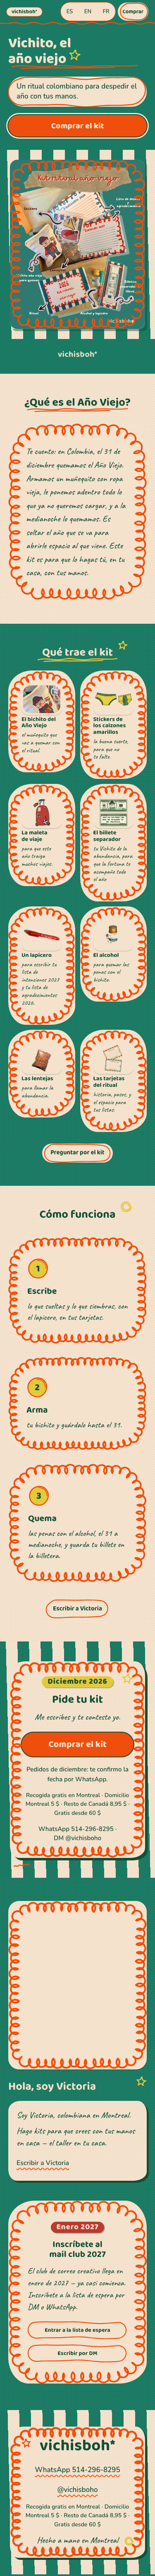 vichisboh*
ES EN FR
Comprar
Vichito, el
año viejo
Un ritual colombiano para despedir el
año con tus manos.
Comprar el kit
Kit ritual año viejo
vichisboh*
¿Qué es el Año Viejo?
Te cuento: en Colombia, el 31 de
diciembre quemamos el Año Viejo.
Armamos un muñequito con ropa
vieja, le ponemos adentro todo lo
que ya no queremos cargar, y a la
medianoche lo quemamos. Es
soltar el año que se va para
abrirle espacio al que viene. Este
kit es para que lo hagas tú, en tu
casa, con tus manos.
Qué trae el kit
El bichito del
Año Viejo
el muñequito que
vas a quemar con
el ritual.
Stickers de
los calzones
amarillos
la buena suerte,
para que no
te falte.
La maleta
de viaje
para que este
año traiga
muchos viajes.
El billete
separador
tu Vichito de la
abundancia, para
que la fortuna te
acompañe todo
el año
Un lapicero
para escribir tu
lista de
intenciones 2027
y tu lista de
agradecimientos
2026.
El alcohol
para quemar las
penas con el
bichito.
Las lentejas
para llamar la
abundancia.
Las tarjetas
del ritual
historia, pasos, y
el espacio para
tus listas.
Preguntar por el kit
Cómo funciona
1
Escribe
lo que sueltas y lo que siembras, con
el lapicero, en tus tarjetas.
2
Arma
tu bichito y guárdalo hasta el 31.
3
Quema
las penas con el alcohol, el 31 a
medianoche, y guarda tu billete en
la billetera.
Escribir a Victoria
Diciembre 2026
Pide tu kit
Me escribes y te contesto yo.
Comprar el kit
Pedidos de diciembre: te confirmo la
fecha por WhatsApp.
Recogida gratis en Montreal · Domicilio
Montreal 5 $ · Resto de Canadá 8,95 $ ·
Gratis desde 60 $
WhatsApp 514-296-8295 ·
DM @vichisboho
Hola, soy Victoria
Soy Victoria, colombiana en Montreal.
Hago kits para que crees con tus manos
en casa — el taller en tu casa.
Escribir a Victoria
Enero 2027
Inscríbete al
mail club 2027
El club de correo creativo llega en
enero de 2027 — ya casi comienza.
Inscríbete a la lista de espera por
DM o WhatsApp.
Entrar a la lista de espera
Escribir por DM
vichisboh*
WhatsApp 514-296-8295
@vichisboho
Recogida gratis en Montreal · Domicilio
Montreal 5 $ · Resto de Canadá 8,95 $ ·
Gratis desde 60 $
Hecho a mano en Montreal